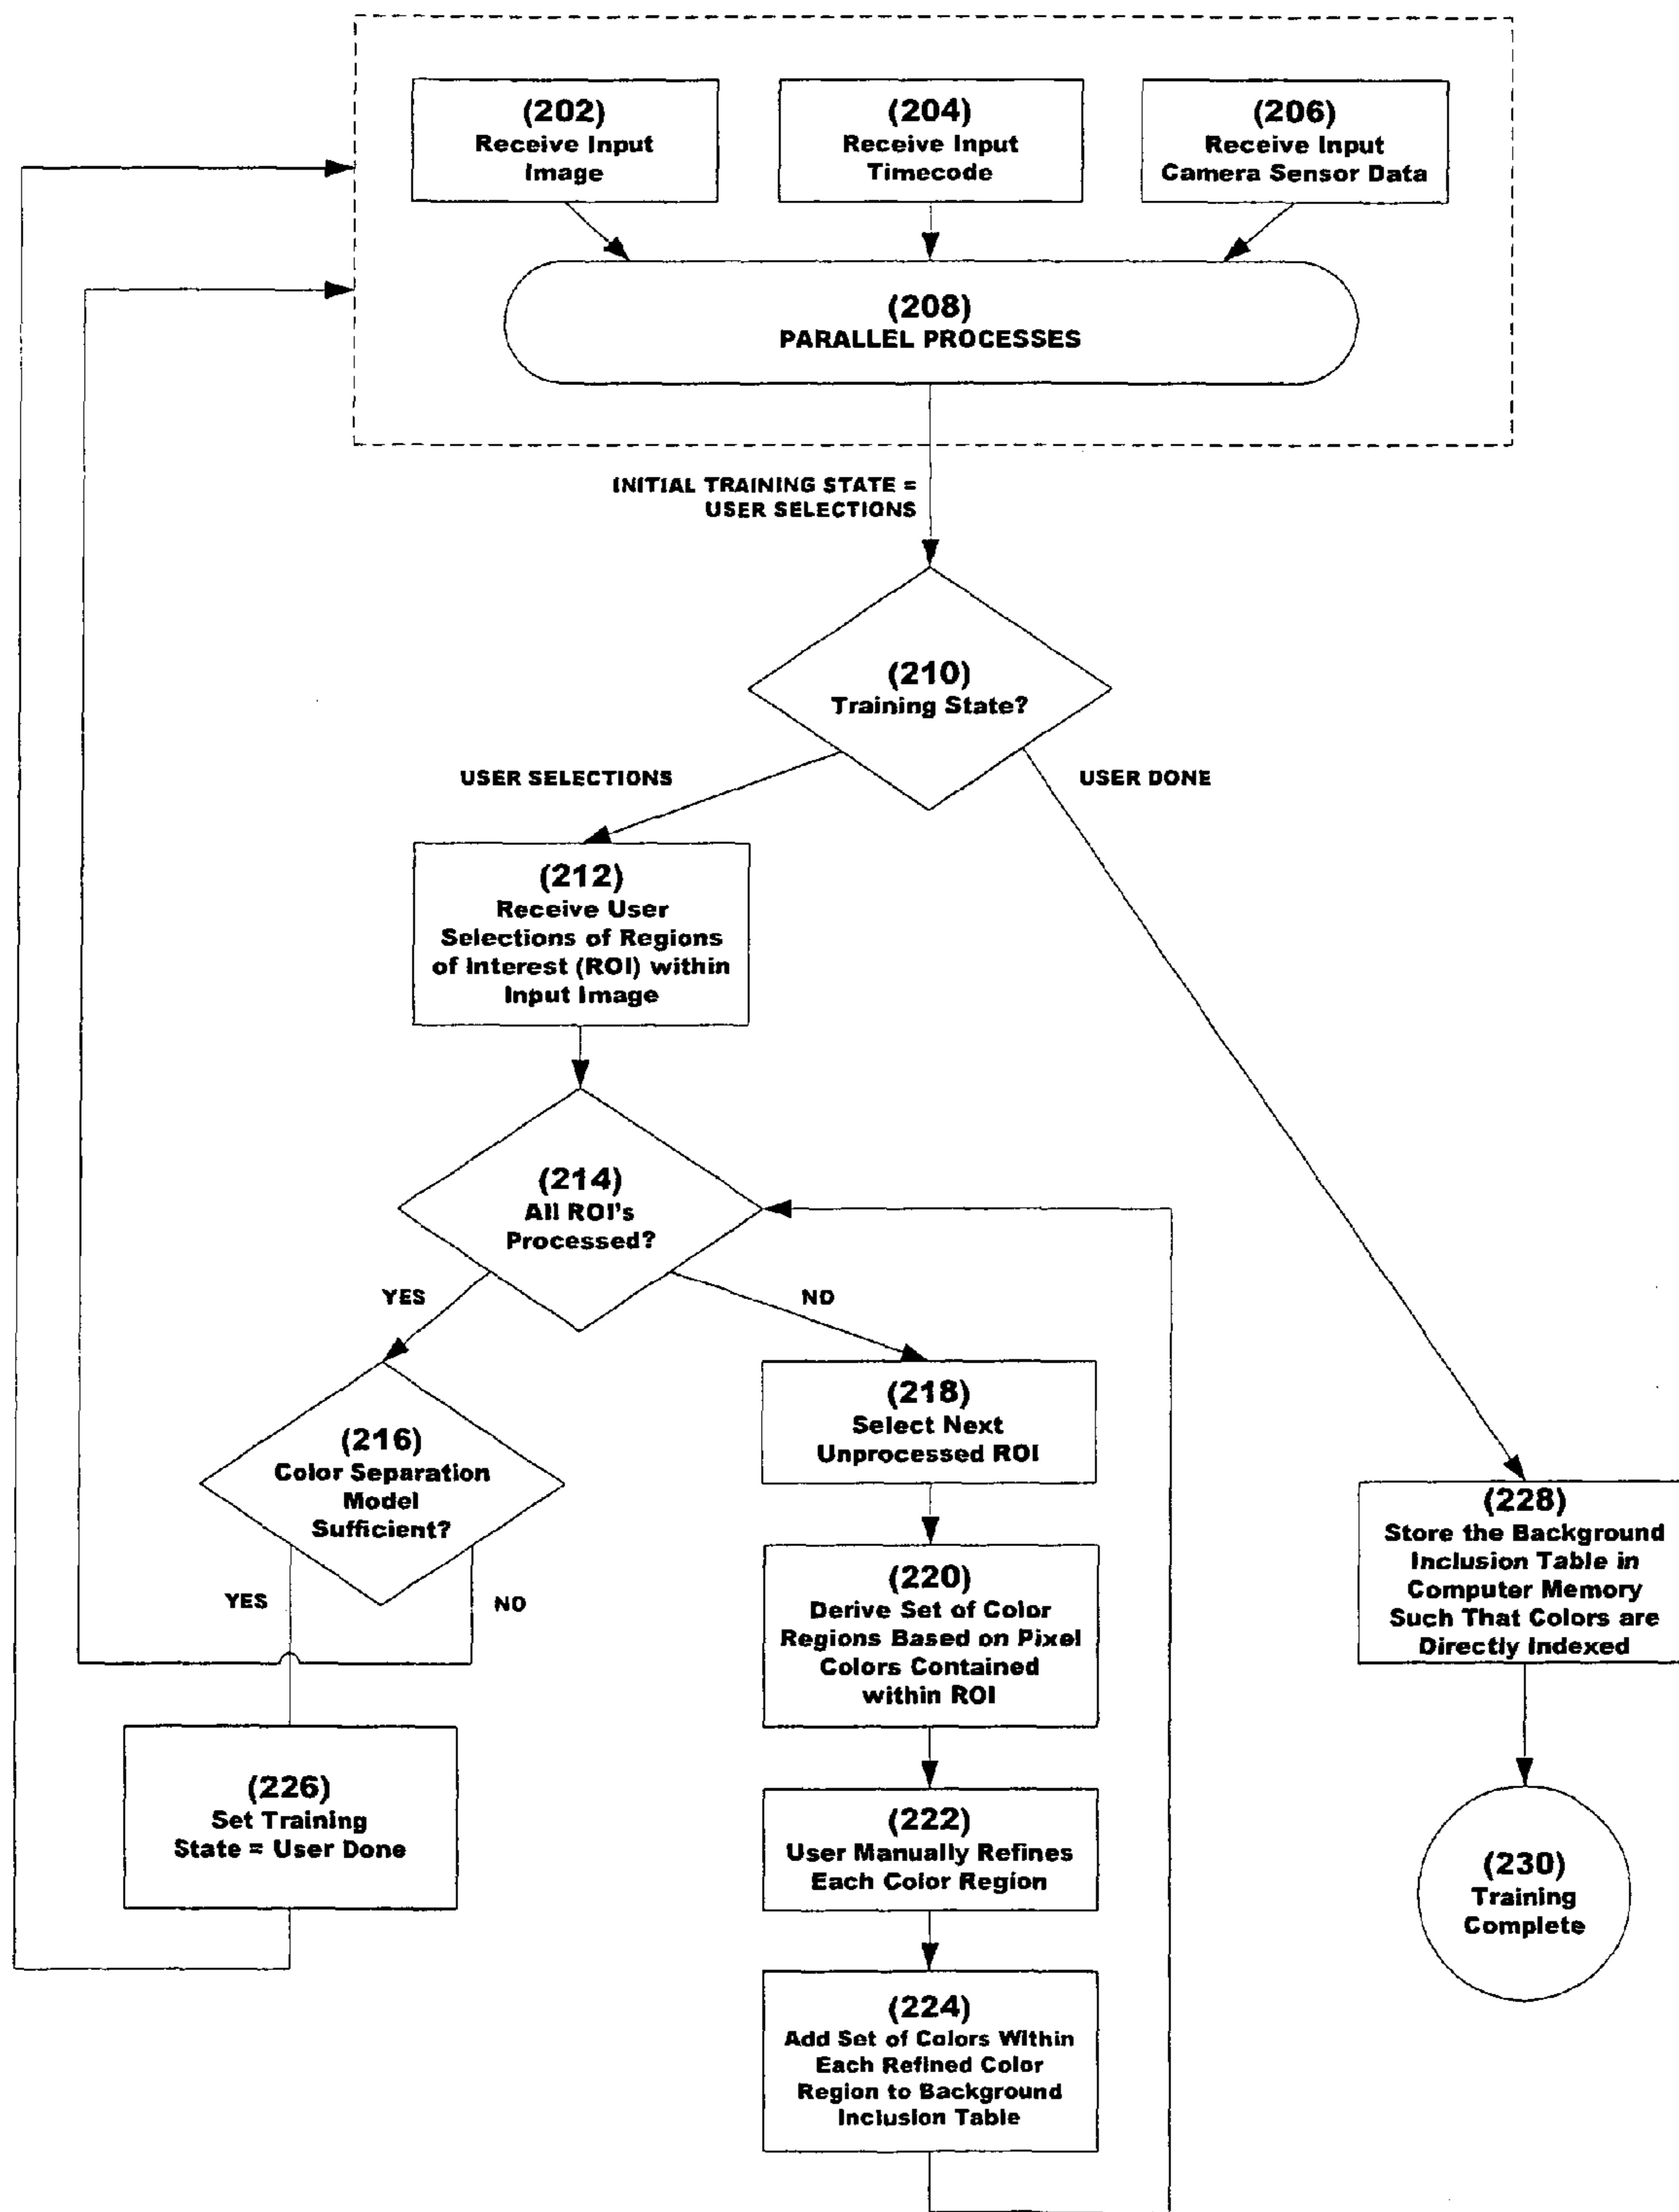 (202)
Receive Input
Image
(204)
Receive Input
Timecode
(206)
Receive Input
Camera Sensor Data
(208)
PARALLEL PROCESSES
INITIAL TRAINING STATE =
USER SELECTIONS
(210)
Training State?
USER SELECTIONS
USER DONE
(212)
Receive User
Selections of Regions
of Interest (ROI) within
Input Image
(214)
All ROI's
Processed?
YES
NO
(216)
Color Separation
Model
Sufficient?
YES
NO
(218)
Select Next
Unprocessed ROI
(220)
Derive Set of Color
Regions Based on Pixel
Colors Contained
within ROI
(222)
User Manually Refines
Each Color Region
(224)
Add Set of Colors Within
Each Refined Color
Region to Background
Inclusion Table
(226)
Set Training
State = User Done
(228)
Store the Background
Inclusion Table in
Computer Memory
Such That Colors are
Directly Indexed
(230)
Training
Complete